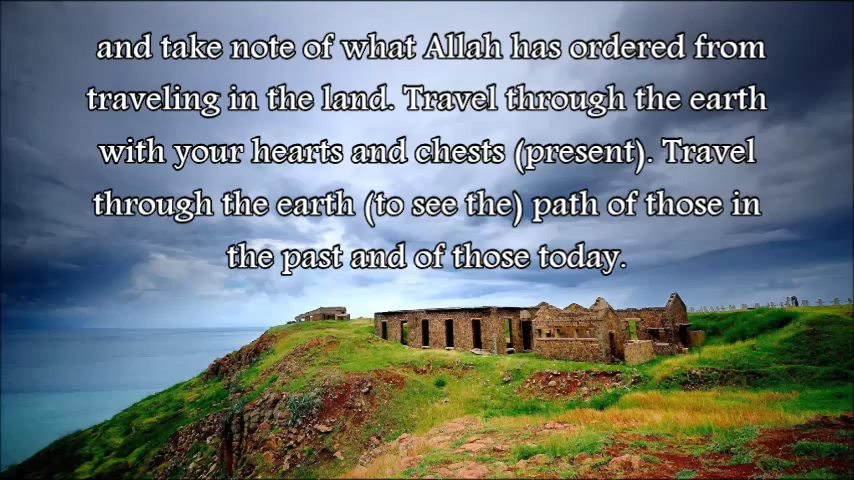 and take note of what Allah has ordered from
traveling in the land. Travel through the earth
with your hearts and chests (present). Travel
through the earth (to see the) path of those in
the past and of those today.